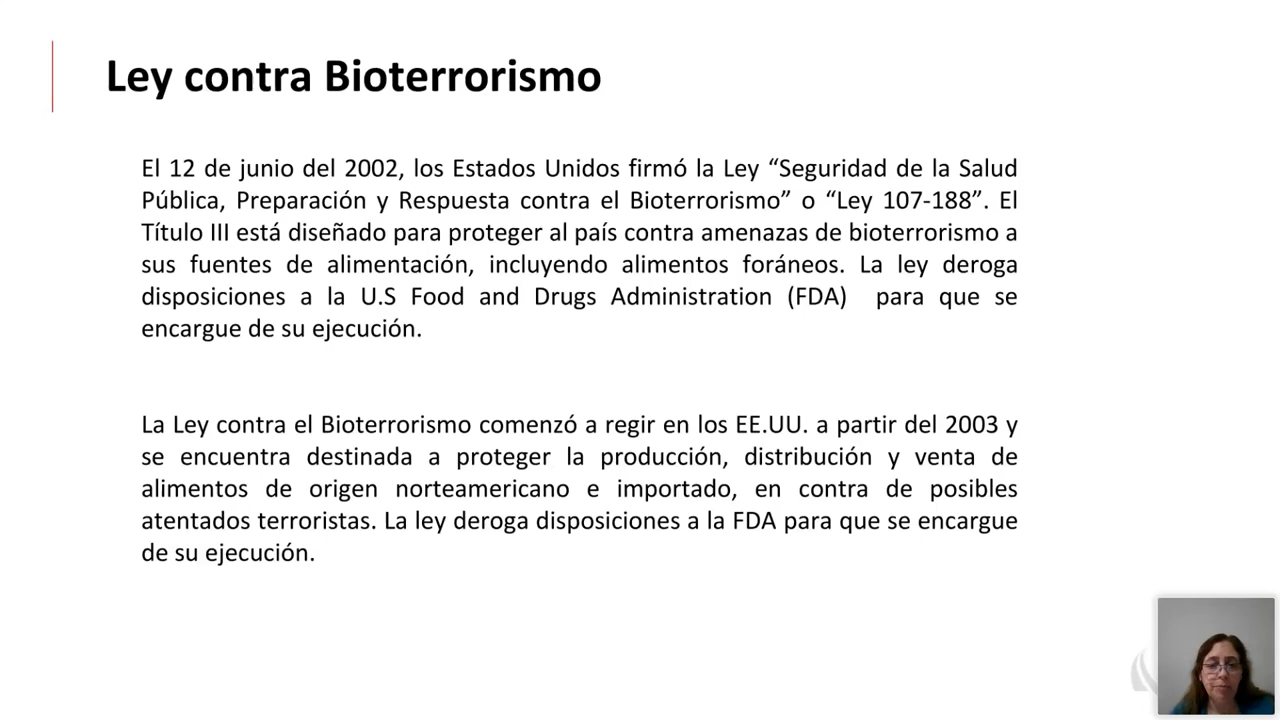 Ley contra Bioterrorismo
El 12 de junio del 2002, los Estados Unidos firmó la Ley “Seguridad de la Salud
Pública, Preparación y Respuesta contra el Bioterrorismo” o “Ley 107-188”. El
Título III está diseñado para proteger al país contra amenazas de bioterrorismo a
sus fuentes de alimentación, incluyendo alimentos foráneos. La ley deroga
disposiciones a la U.S Food and Drugs Administration (FDA) para que se
encargue de su ejecución.
La Ley contra el Bioterrorismo comenzó a regir en los EE.UU. a partir del 2003 y
se encuentra destinada a proteger la producción, distribución y venta de
alimentos de origen norteamericano e importado, en contra de posibles
atentados terroristas. La ley deroga disposiciones a la FDA para que se encargue
de su ejecución.